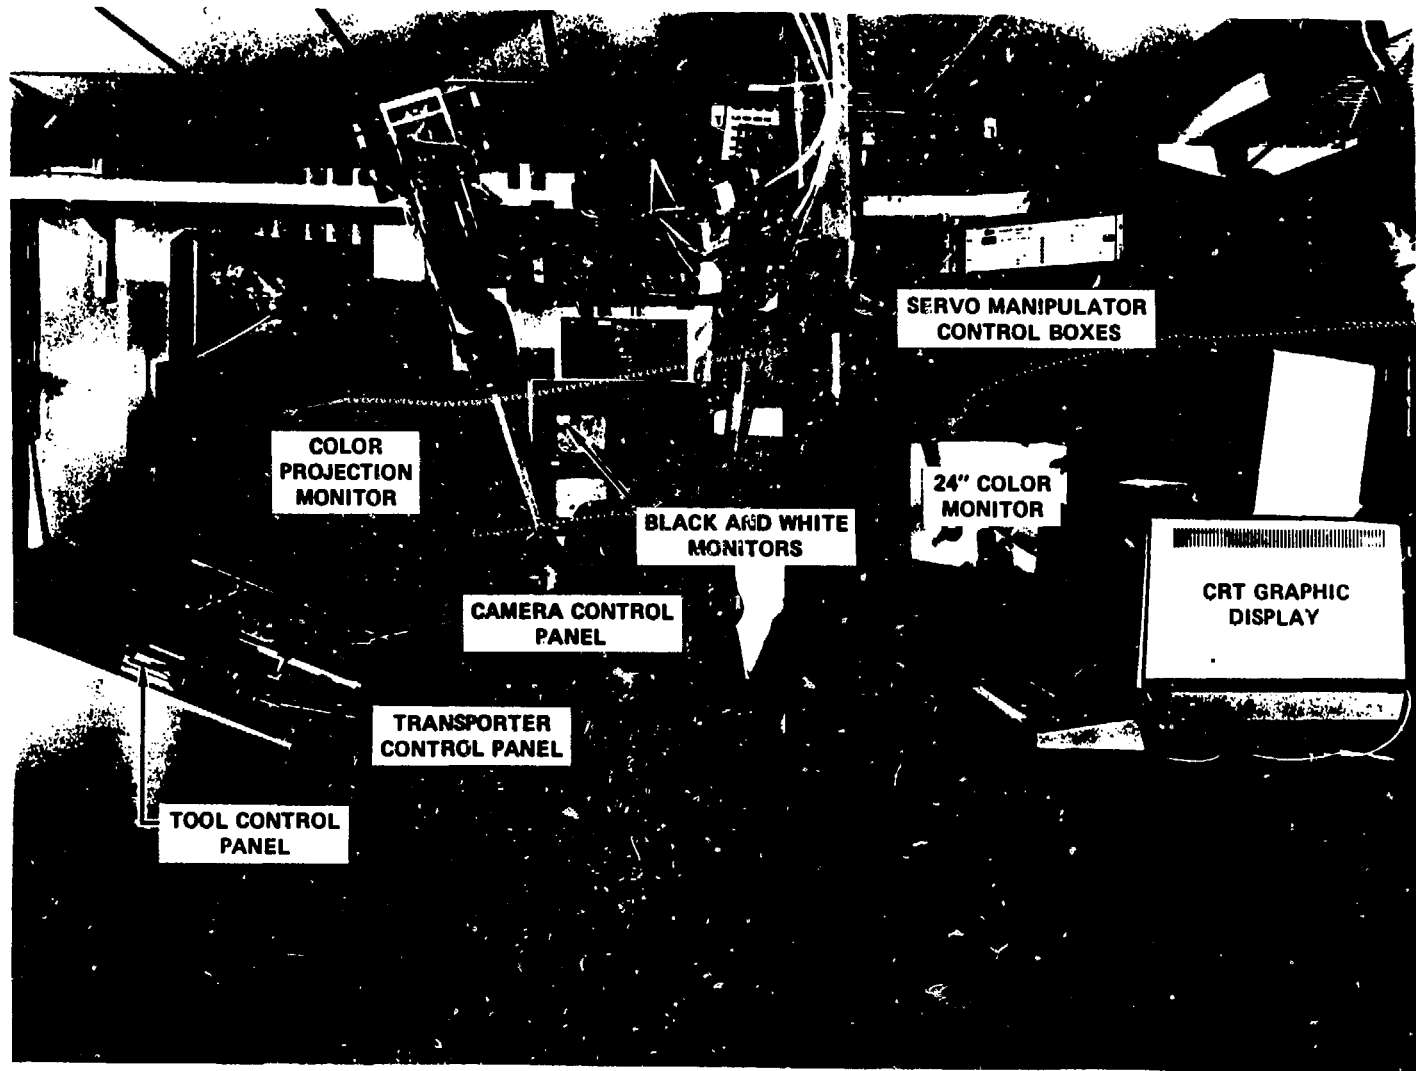 SERVO MANIPULATOR
CONTROL BOXES
COLOR
PROJECTION
MONITOR
24" COLOR
MONITOR
BLACK AND WHITE
MONITORS
CRT GRAPHIC
DISPLAY
CAMERA CONTROL
PANEL
TRANSPORTER
CONTROL PANEL
TOOL CONTROL
PANEL